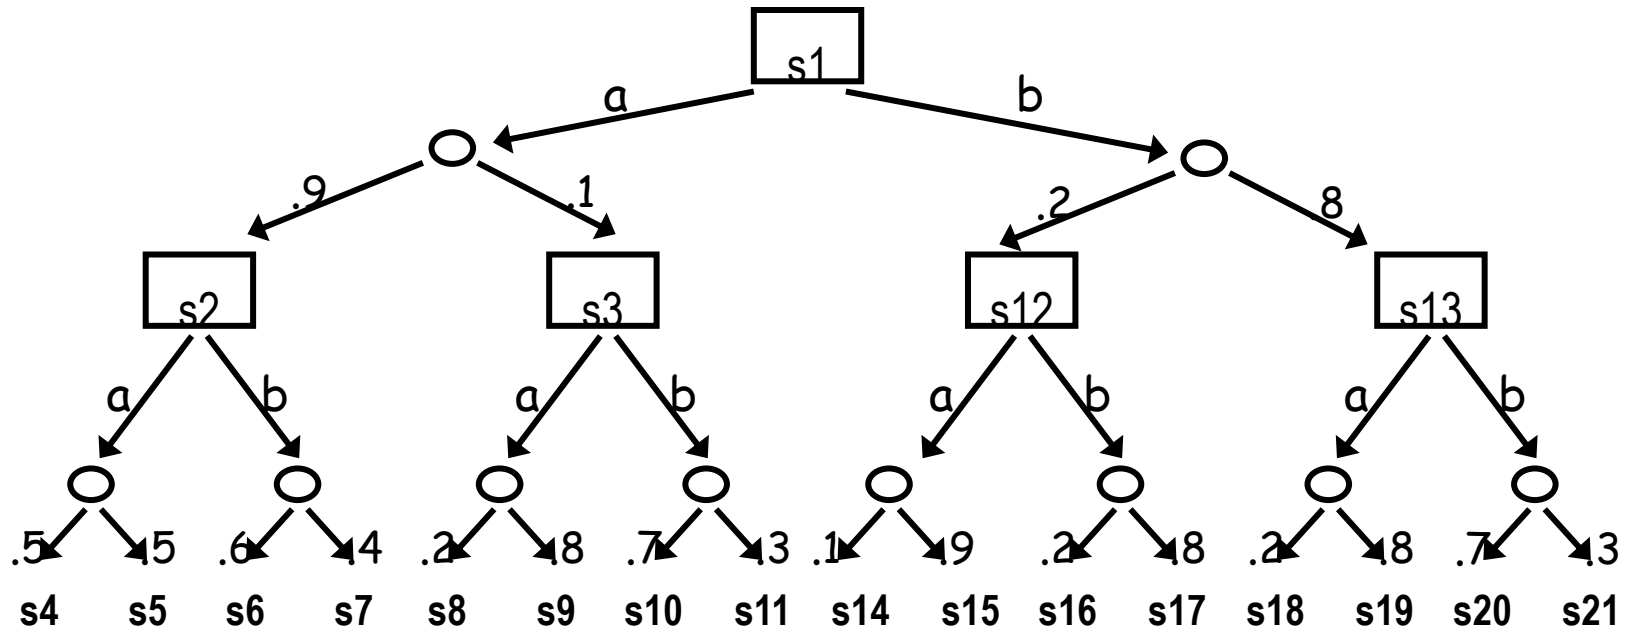 s1
a b
.9 .1 .2 .8
s2 s3 s12 s13
a b a b a b a b
.5 .5 .6 .4 .2 .8 .7 .3 .1 .9 .2 .8 .2 .8 .7 .3
s4 s5 s6 s7 s8 s9 s10 s11 s14 s15 s16 s17 s18 s19 s20 s21